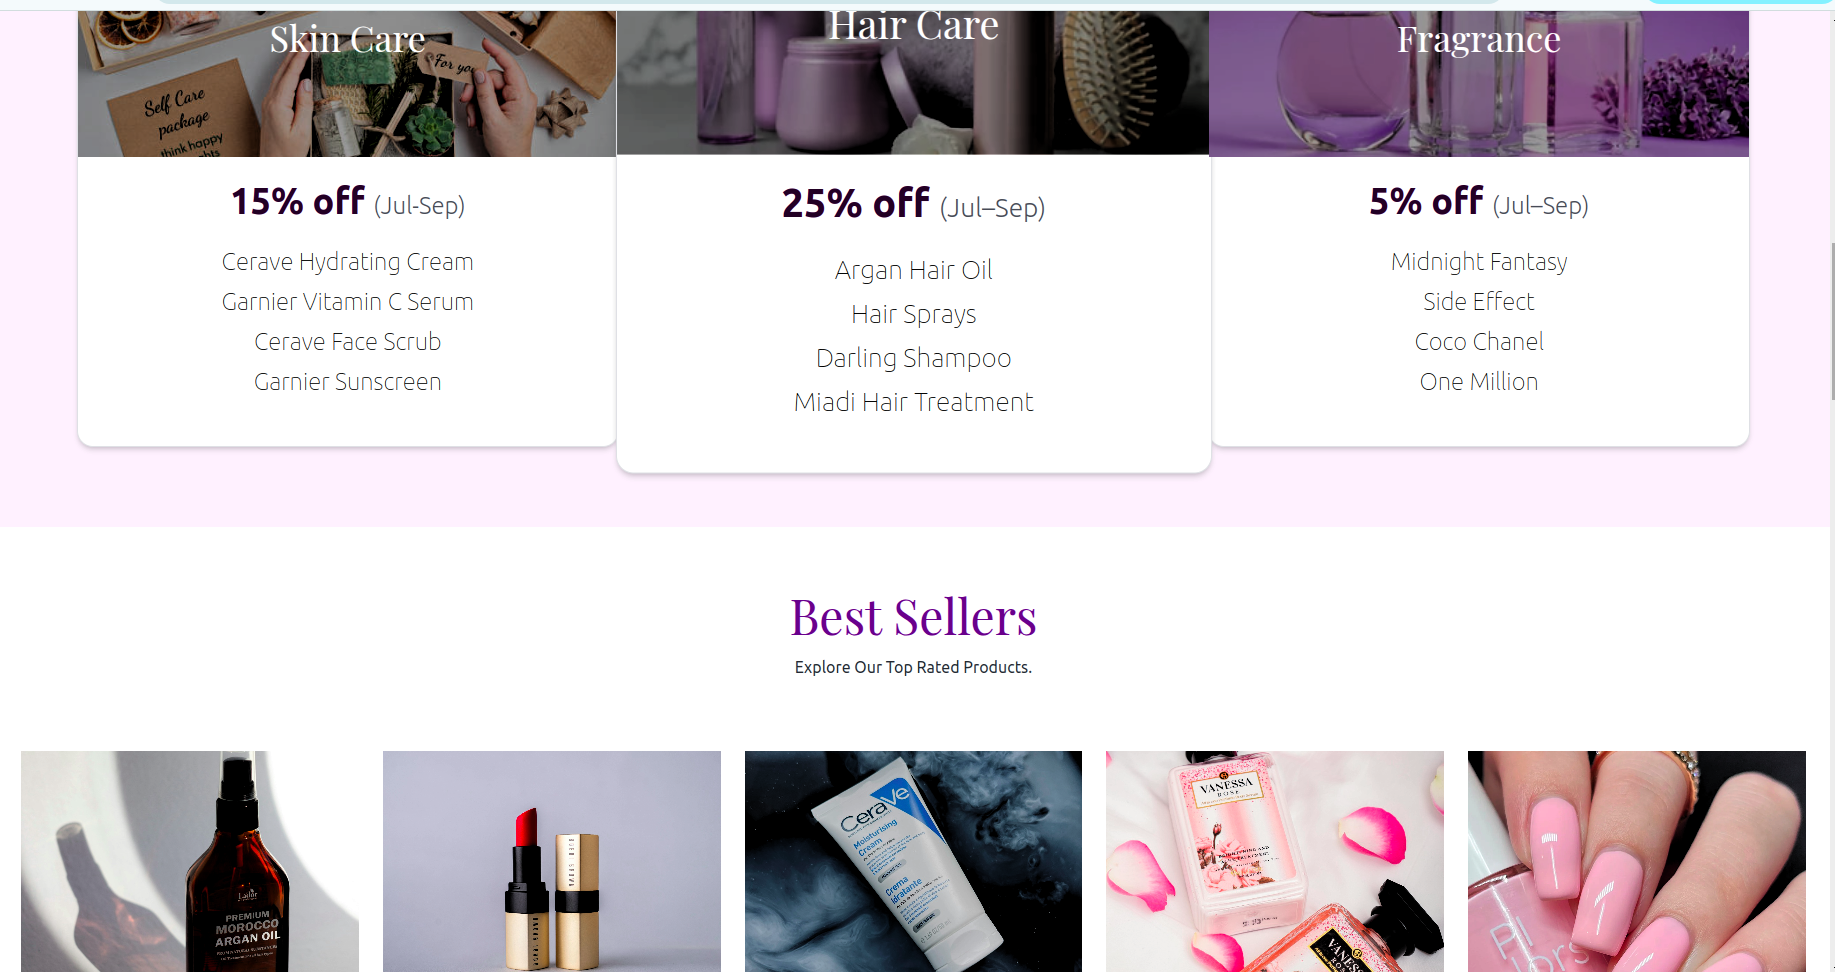 Skin Care
For you
Self Care
package
think happy
15% off (Jul-Sep)
Cerave Hydrating Cream
Garnier Vitamin C Serum
Cerave Face Scrub
Garnier Sunscreen
Hair Care
25% off (Jul–Sep)
Argan Hair Oil
Hair Sprays
Darling Shampoo
Miadi Hair Treatment
Fragrance
5% off (Jul–Sep)
Midnight Fantasy
Side Effect
Coco Chanel
One Million
Best Sellers
Explore Our Top Rated Products.
PREMIUM
MOROCCO
ARGAN OIL
CeraVe
Moisturising
Cream
Crema
Idratante
VANESSA
ROSE
VANESSA